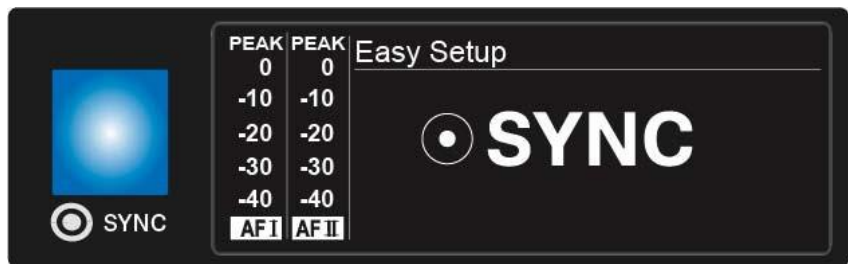 PEAK PEAK Easy Setup
0 0
-10 -10
-20 -20
-30 -30
-40 -40
AF I AF II
SYNC
SYNC